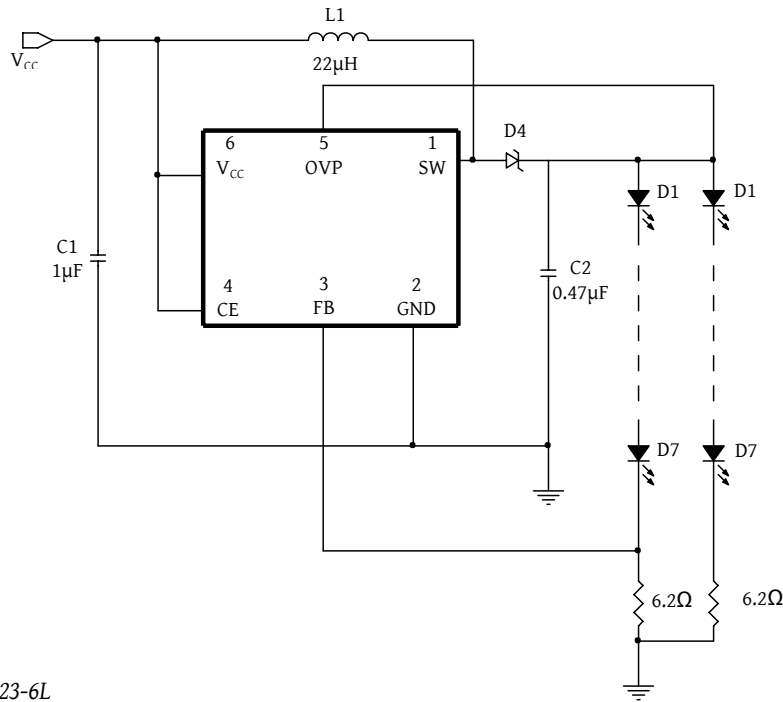 L1
V_CC
22μH
D4
6 5 1
V_CC OVP SW
D1 D1
C1
1μF
C2
0.47μF
4 3 2
CE FB GND
D7 D7
6.2Ω 6.2Ω
23-6L